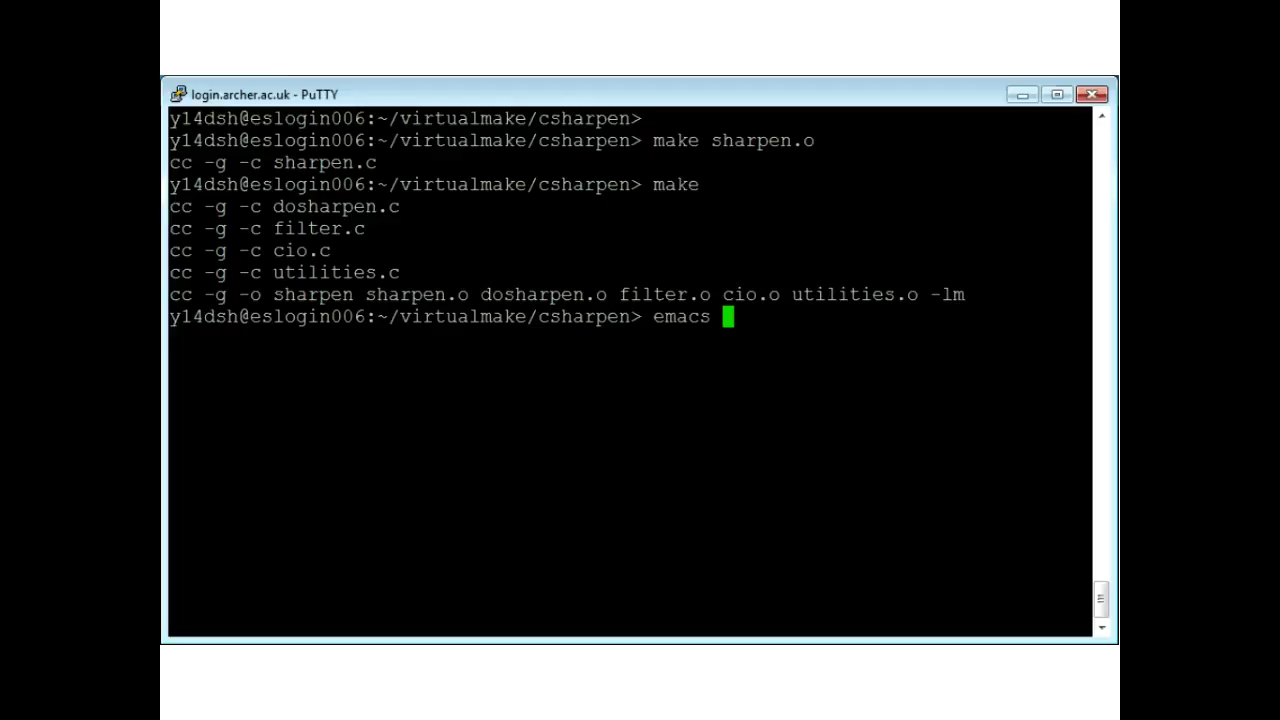 login.archer.ac.uk - PuTTY
y14dsh@eslogin006:~/virtualmake/csharpen>
y14dsh@eslogin006:~/virtualmake/csharpen> make sharpen.o
cc -g -c sharpen.c
y14dsh@eslogin006:~/virtualmake/csharpen> make
cc -g -c dosharpen.c
cc -g -c filter.c
cc -g -c cio.c
cc -g -c utilities.c
cc -g -o sharpen sharpen.o dosharpen.o filter.o cio.o utilities.o -lm
y14dsh@eslogin006:~/virtualmake/csharpen> emacs